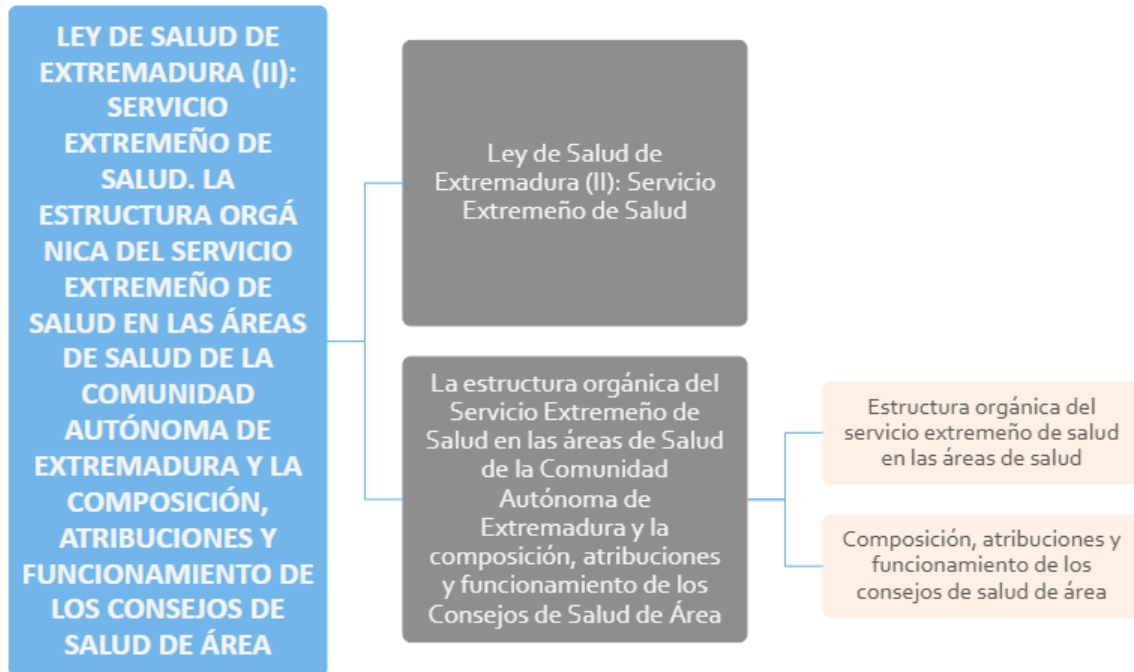 LEY DE SALUD DE
EXTREMADURA (II):
SERVICIO
EXTREMEÑO DE
SALUD. LA
ESTRUCTURA ORGÁ
NICA DEL SERVICIO
EXTREMEÑO DE
SALUD EN LAS ÁREAS
DE SALUD DE LA
COMUNIDAD
AUTÓNOMA DE
EXTREMADURA Y LA
COMPOSICIÓN,
ATRIBUCIONES Y
FUNCIONAMIENTO DE
LOS CONSEJOS DE
SALUD DE ÁREA
Ley de Salud de
Extremadura (II): Servicio
Extremeño de Salud
La estructura orgánica del
Servicio Extremeño de
Salud en las áreas de Salud
de la Comunidad
Autónoma de
Extremadura y la
composición, atribuciones
y funcionamiento de los
Consejos de Salud de Área
Estructura orgánica del
servicio extremeño de salud
en las áreas de salud
Composición, atribuciones y
funcionamiento de los
consejos de salud de área